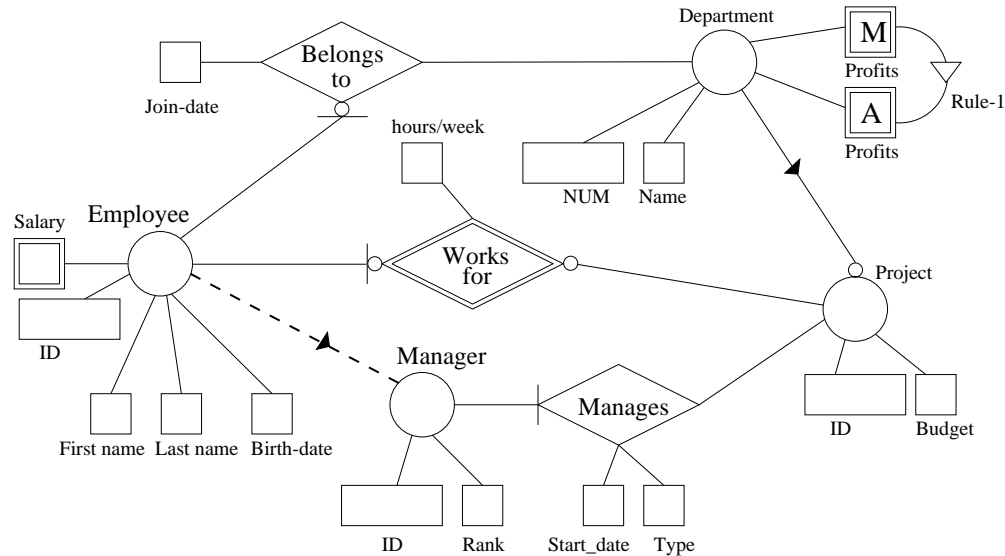 Department
M
Profits
Belongs
to
Join-date
Rule-1
A
Profits
hours/week
NUM
Name
Employee
Salary
Works
for
Project
ID
Manager
Manages
ID
Budget
First name
Last name
Birth-date
ID
Rank
Start_date
Type